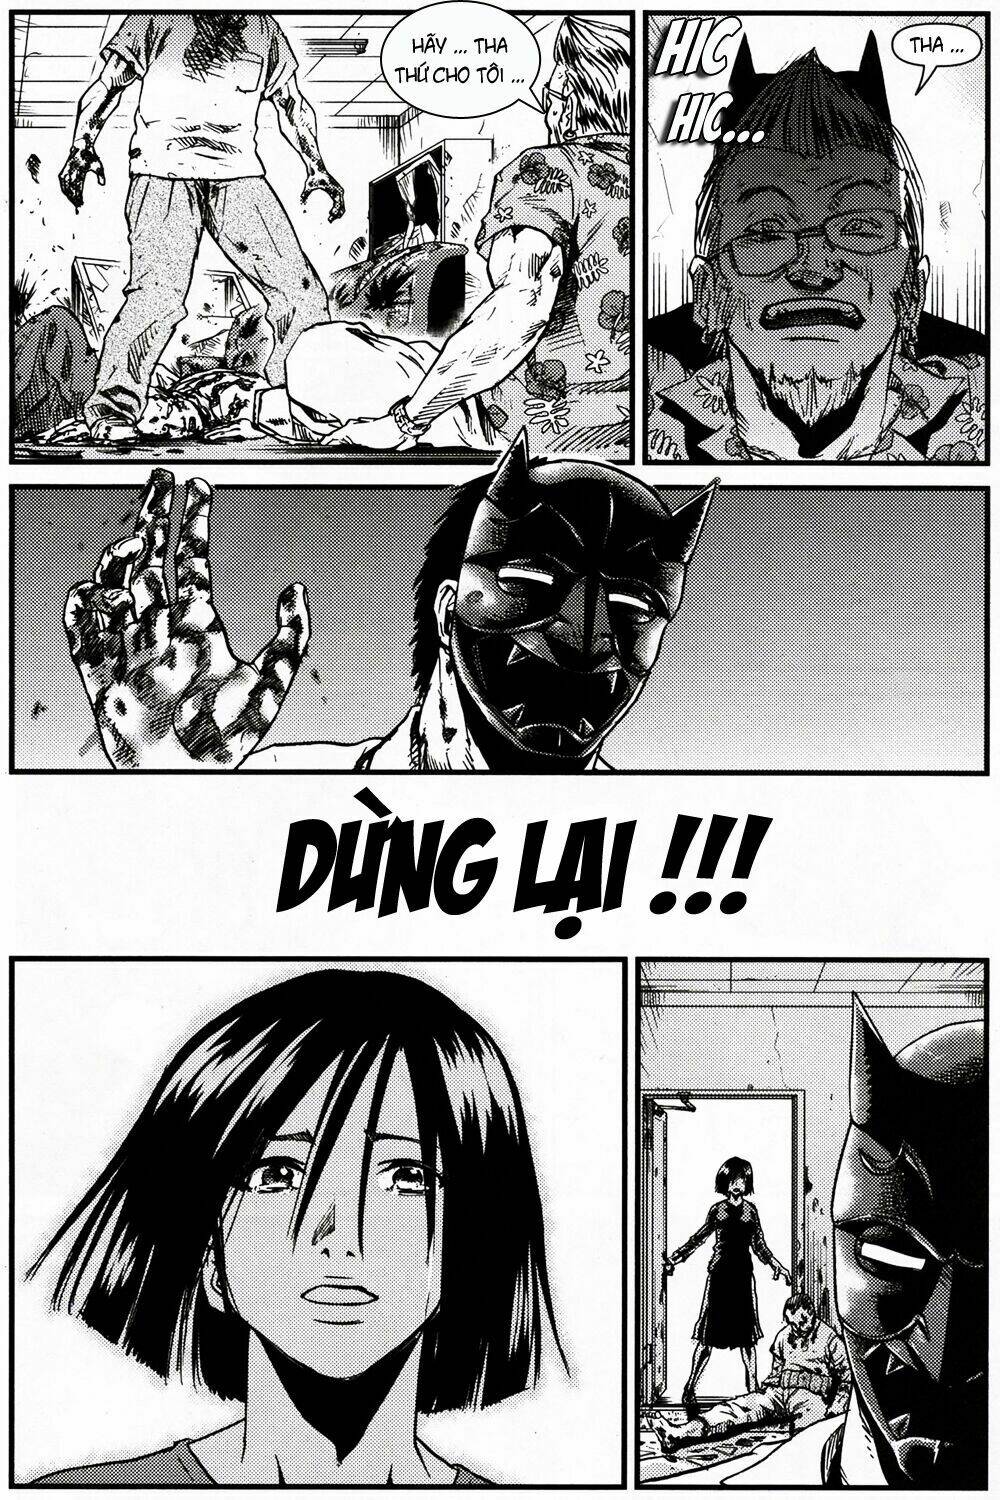 HÃY ... THA
THỨ CHO TÔI ...
HIC
HIC...
THA ...
DỪNG LẠI !!!